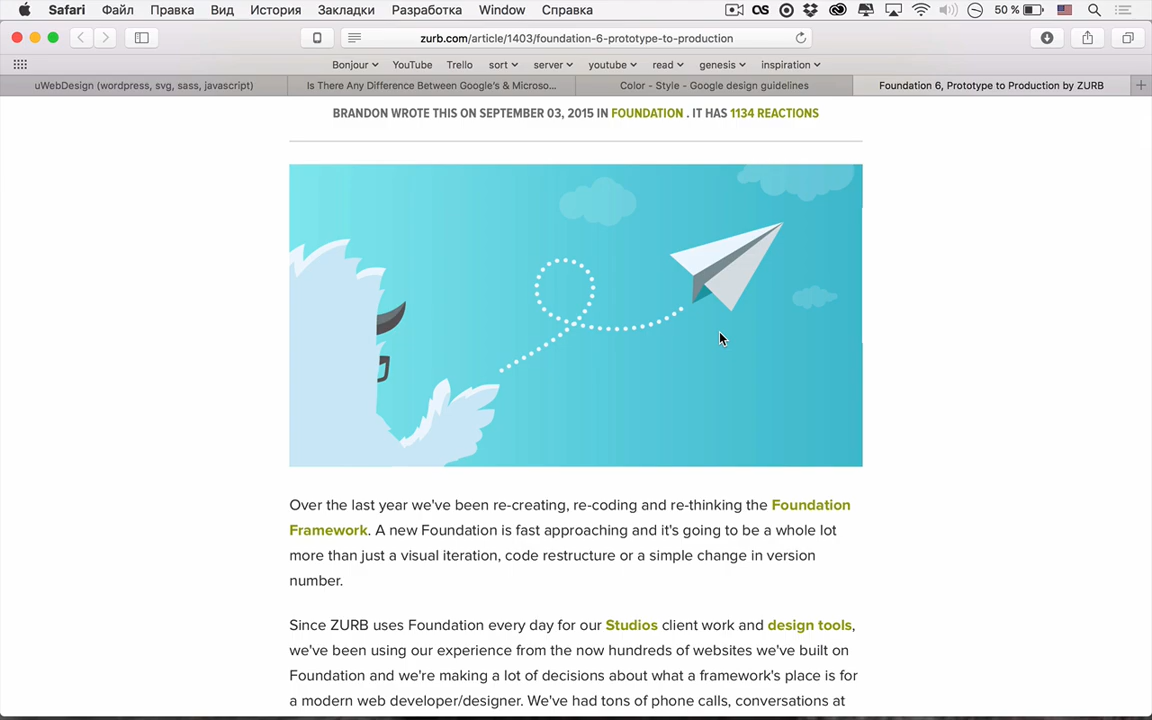 Safari Файл Правка Вид История Закладки Разработка Window Справка 50 %
zurb.com/article/1403/foundation-6-prototype-to-production
Bonjour YouTube Trello sort server youtube read genesis inspiration
uWebDesign (wordpress, svg, sass, javascript) Is There Any Difference Between Google's & Microso... Color - Style - Google design guidelines Foundation 6, Prototype to Production by ZURB
BRANDON WROTE THIS ON SEPTEMBER 03, 2015 IN FOUNDATION . IT HAS 1134 REACTIONS
Over the last year we've been re-creating, re-coding and re-thinking the Foundation
Framework. A new Foundation is fast approaching and it's going to be a whole lot
more than just a visual iteration, code restructure or a simple change in version
number.
Since ZURB uses Foundation every day for our Studios client work and design tools,
we've been using our experience from the now hundreds of websites we've built on
Foundation and we're making a lot of decisions about what a framework's place is for
a modern web developer/designer. We've had tons of phone calls, conversations at